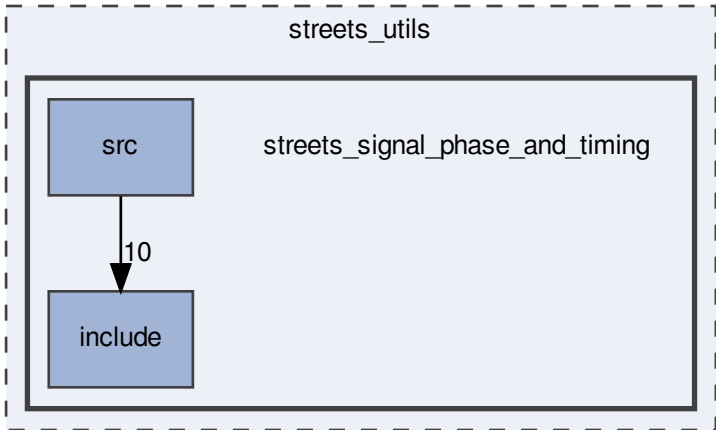 streets_utils
src
streets_signal_phase_and_timing
10
include